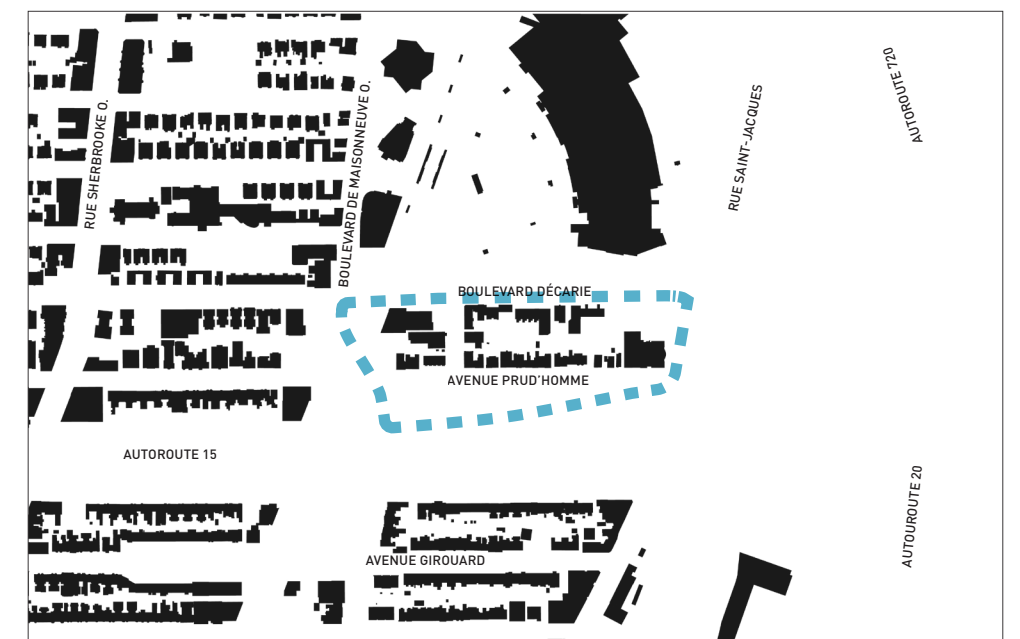 AUTOROUTE 720
RUE SHERBROOKE O.
BOULEVARD DE MAISONNEUVE O.
RUE SAINT-JACQUES
BOULEVARD DÉCARIE
AVENUE PRUD'HOMME
AUTOROUTE 15
AUTOUROUTE 20
AVENUE GIROUARD